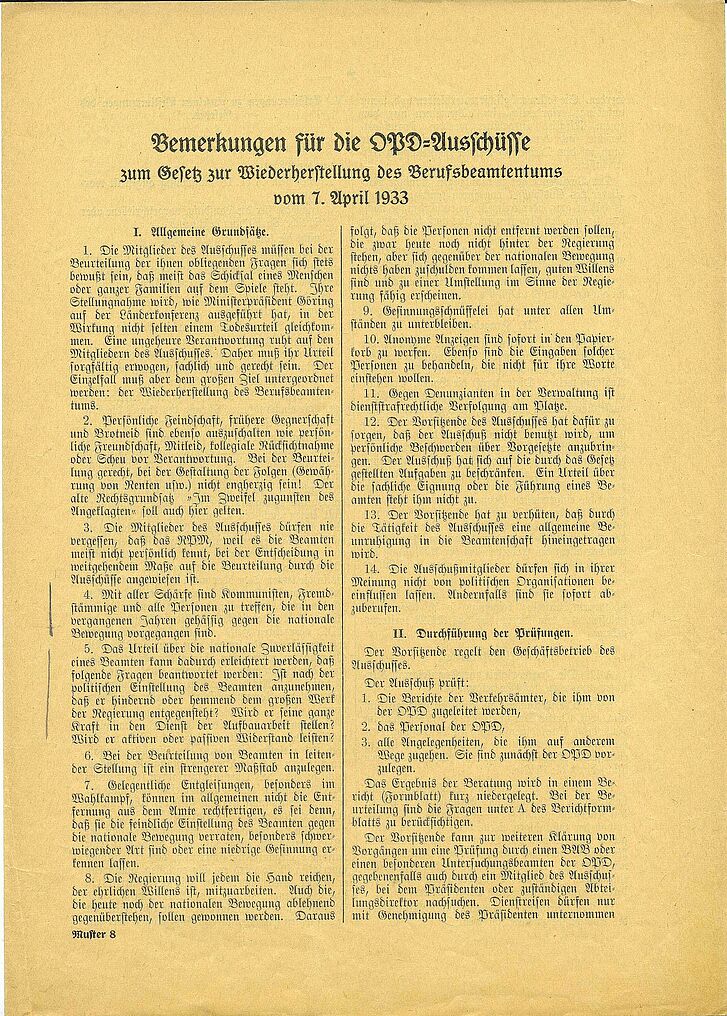 Bemerkungen für die OPD-Ausschüsse
zum Gesetz zur Wiederherstellung des Berufsbeamtentums
vom 7. April 1933
I. Allgemeine Grundsätze.
1. Die Mitglieder des Ausschusses müssen bei der
Beurteilung der ihnen obliegenden Fragen sich stets
bewußt sein, daß meist das Schicksal eines Menschen
oder ganzer Familien auf dem Spiele steht. Ihre
Stellungnahme wird, wie Ministerpräsident Göring
auf der Länderkonferenz ausgeführt hat, in der
Wirkung nicht selten einem Todesurteil gleichkom-
men. Eine ungeheure Verantwortung ruht auf den
Mitgliedern des Ausschusses. Daher muß ihr Urteil
sorgfältig erwogen, sachlich und gerecht sein. Der
Einzelfall muß aber dem großen Ziel untergeordnet
werden: der Wiederherstellung des Berufsbeamten-
tums.
2. Persönliche Feindschaft, frühere Gegnerschaft
und Brotneid sind ebenso auszuschalten wie persön-
liche Freundschaft, Mitleid, kollegiale Rücksichtnahme
oder Scheu vor Verantwortung. Bei der Beurtei-
lung gerecht, bei der Gestaltung der Folgen (Gewäh-
rung von Renten usw.) nicht engherzig sein! Der
alte Rechtsgrundsatz »Im Zweifel zugunsten des
Angeklagten« soll auch hier gelten.
3. Die Mitglieder des Ausschusses dürfen nie
vergessen, daß das RPM, weil es die Beamten
meist nicht persönlich kennt, bei der Entscheidung in
weitgehendem Maße auf die Beurteilung durch die
Ausschüsse angewiesen ist.
4. Mit aller Schärfe sind Kommunisten, Fremd-
stämmige und alle Personen zu treffen, die in den
vergangenen Jahren gehässig gegen die nationale
Bewegung vorgegangen sind.
5. Das Urteil über die nationale Zuverlässigkeit
eines Beamten kann dadurch erleichtert werden, daß
folgende Fragen beantwortet werden: Ist nach der
politischen Einstellung des Beamten anzunehmen,
daß er hindernd oder hemmend dem großen Werk
der Regierung entgegensteht? Wird er seine ganze
Kraft in den Dienst der Aufbauarbeit stellen?
Wird er aktiven oder passiven Widerstand leisten?
6. Bei der Beurteilung von Beamten in leiten-
der Stellung ist ein strengerer Maßstab anzulegen.
7. Gelegentliche Entgleisungen, besonders im
Wahlkampf, können im allgemeinen nicht die Ent-
fernung aus dem Amte rechtfertigen, es sei denn,
daß sie die feindliche Einstellung des Beamten gegen
die nationale Bewegung verraten, besonders schwer-
wiegender Art sind oder eine niedrige Gesinnung er-
kennen lassen.
8. Die Regierung will jedem die Hand reichen,
der ehrlichen Willens ist, mitzuarbeiten. Auch die,
die heute noch der nationalen Bewegung ablehnend
gegenüberstehen, sollen gewonnen werden. Daraus
Muster 8
folgt, daß die Personen nicht entfernt werden sollen,
die zwar heute noch nicht hinter der Regierung
stehen, aber sich gegenüber der nationalen Bewegung
nichts haben zuschulden kommen lassen, guten Willens
sind und zu einer Umstellung im Sinne der Regie-
rung fähig erscheinen.
9. Gesinnungsschnüffelei hat unter allen Um-
ständen zu unterbleiben.
10. Anonyme Anzeigen sind sofort in den Papier-
korb zu werfen. Ebenso sind die Eingaben solcher
Personen zu behandeln, die nicht für ihre Worte
einstehen wollen.
11. Gegen Denunzianten in der Verwaltung ist
dienststrafrechtliche Verfolgung am Platze.
12. Der Vorsitzende des Ausschusses hat dafür zu
sorgen, daß der Ausschuß nicht benutzt wird, um
persönliche Beschwerden über Vorgesetzte anzubrin-
gen. Der Ausschuß hat sich auf die durch das Gesetz
gestellten Aufgaben zu beschränken. Ein Urteil über
die sachliche Eignung oder die Führung eines Be-
amten steht ihm nicht zu.
13. Der Vorsitzende hat zu verhüten, daß durch
die Tätigkeit des Ausschusses eine allgemeine Be-
unruhigung in die Beamtenschaft hineingetragen
wird.
14. Die Ausschußmitglieder dürfen sich in ihrer
Meinung nicht von politischen Organisationen be-
einflussen lassen. Andernfalls sind sie sofort ab-
zuberufen.
II. Durchführung der Prüfungen.
Der Vorsitzende regelt den Geschäftsbetrieb des
Ausschusses.
Der Ausschuß prüft:
1. Die Berichte der Verkehrsämter, die ihm von
der OPD zugeleitet werden,
2. das Personal der OPD,
3. alle Angelegenheiten, die ihm auf anderem
Wege zugehen. Sie sind zunächst der OPD vor-
zulegen.
Das Ergebnis der Beratung wird in einem Be-
richt (Formblatt) kurz niedergelegt. Bei der Be-
urteilung sind die Fragen unter A des Berichtform-
blatts zu berücksichtigen.
Der Vorsitzende kann zur weiteren Klärung von
Vorgängen um eine Prüfung durch einen BAB oder
einen besonderen Untersuchungsbeamten der OPD,
gegebenenfalls auch durch ein Mitglied des Ausschus-
ses, bei dem Präsidenten oder zuständigen Abtei-
lungsdirektor nachsuchen. Dienstreisen dürfen nur
mit Genehmigung des Präsidenten unternommen